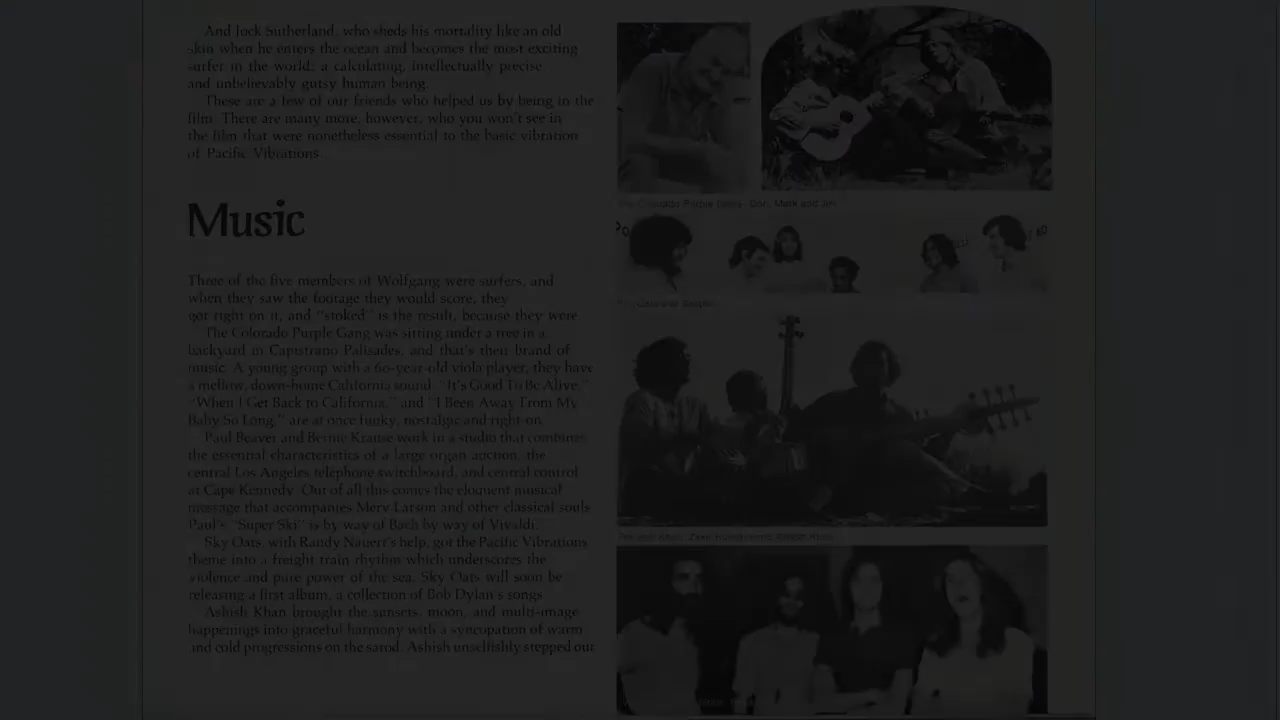 And Jock Sutherland, who sheds his mortality like an old
skin when he enters the ocean and becomes the most exciting
surfer in the world; a calculating, intellectually precise
and unbelievably gutsy human being.
These are a few of our friends who helped us by being in the
film. There are many more, however, who you won't see in
the film that were nonetheless essential to the basic vibration
of Pacific Vibrations.
Music
Three of the five members of Wolfgang were surfers, and
when they saw the footage they would score, they
got right on it, and "stoked" is the result, because they were.
The Colorado Purple Gang was sitting under a tree in a
backyard in Capistrano Palisades, and that's their brand of
music. A young group with a 60-year-old viola player, they have
a mellow, down-home California sound. "It's Good To Be Alive,"
"When I Get Back to California," and "I Been Away From My
Baby So Long," are at once funky, nostalgic and right-on.
Paul Beaver and Bernie Krause work in a studio that combines
the essential characteristics of a large organ auction, the
central Los Angeles telephone switchboard, and central control
at Cape Kennedy. Out of all this comes the eloquent musical
message that accompanies Merv Larson and other classical souls.
Paul's "Super Ski" is by way of Bach by way of Vivaldi.
Sky Oats, with Randy Nauert's help, got the Pacific Vibrations
theme into a freight train rhythm which underscores the
violence and pure power of the sea. Sky Oats will soon be
releasing a first album, a collection of Bob Dylan's songs.
Ashish Khan brought the sunsets, moon, and multi-image
happenings into graceful harmony with a syncopation of warm
and cold progressions on the sarod. Ashish unselfishly stepped out
The Colorado Purple Gang: Mark and